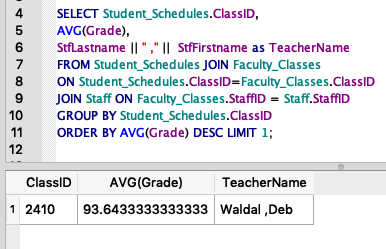 4 SELECT Student_Schedules.ClassID,
5 AVG(Grade),
6 StfLastname || " ," || StfFirstname as TeacherName
7 FROM Student_Schedules JOIN Faculty_Classes
8 ON Student_Schedules.ClassID=Faculty_Classes.ClassID
9 JOIN Staff ON Faculty_Classes.StaffID = Staff.StaffID
10 GROUP BY Student_Schedules.ClassID
11 ORDER BY AVG(Grade) DESC LIMIT 1;
12
ClassID AVG(Grade) TeacherName
1 2410 93.6433333333333 Waldal ,Deb